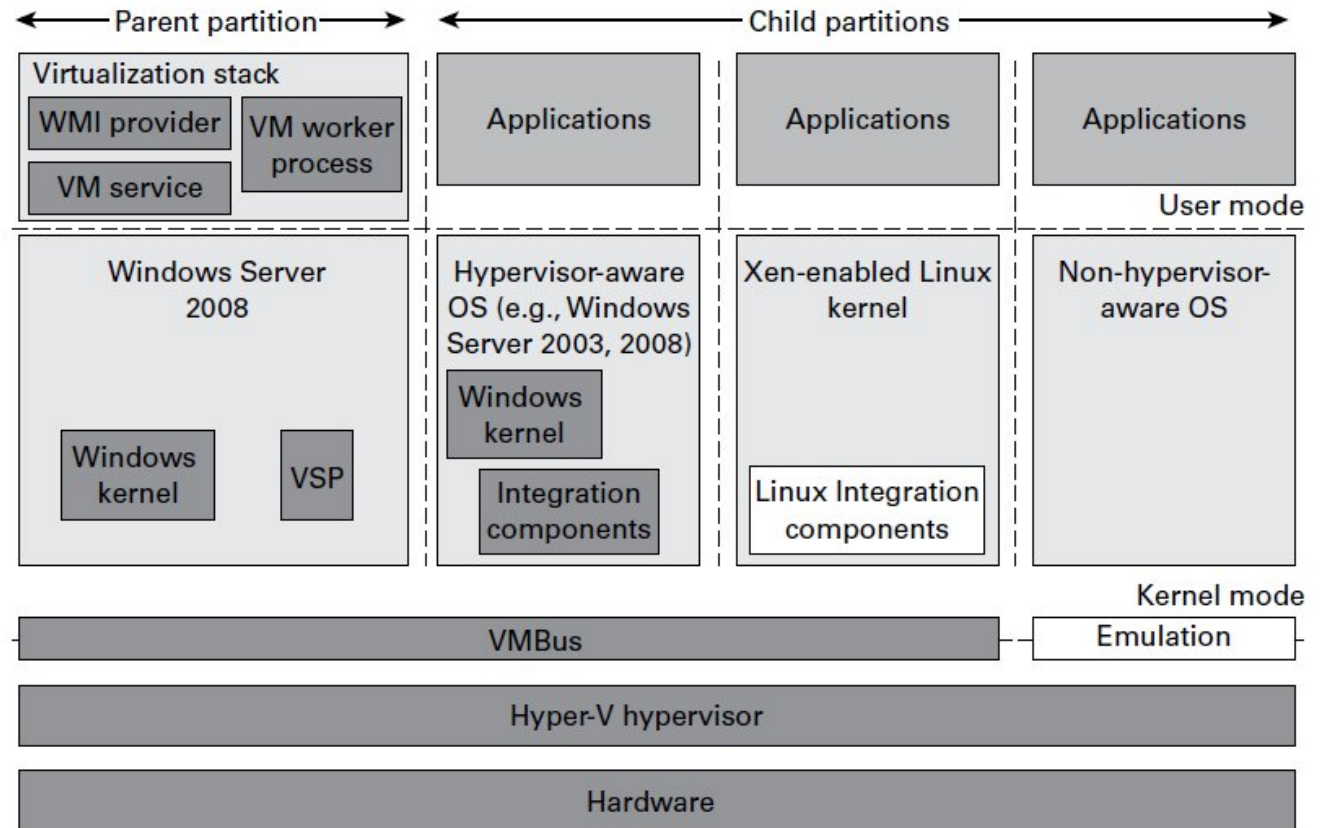 Parent partition
Child partitions
Virtualization stack
WMI provider
VM service
VM worker
process
Applications
Applications
Applications
User mode
Windows Server
2008
Windows
kernel
VSP
Hypervisor-aware
OS (e.g., Windows
Server 2003, 2008)
Windows
kernel
Integration
components
Xen-enabled Linux
kernel
Linux Integration
components
Non-hypervisor-
aware OS
Kernel mode
VMBus
Emulation
Hyper-V hypervisor
Hardware